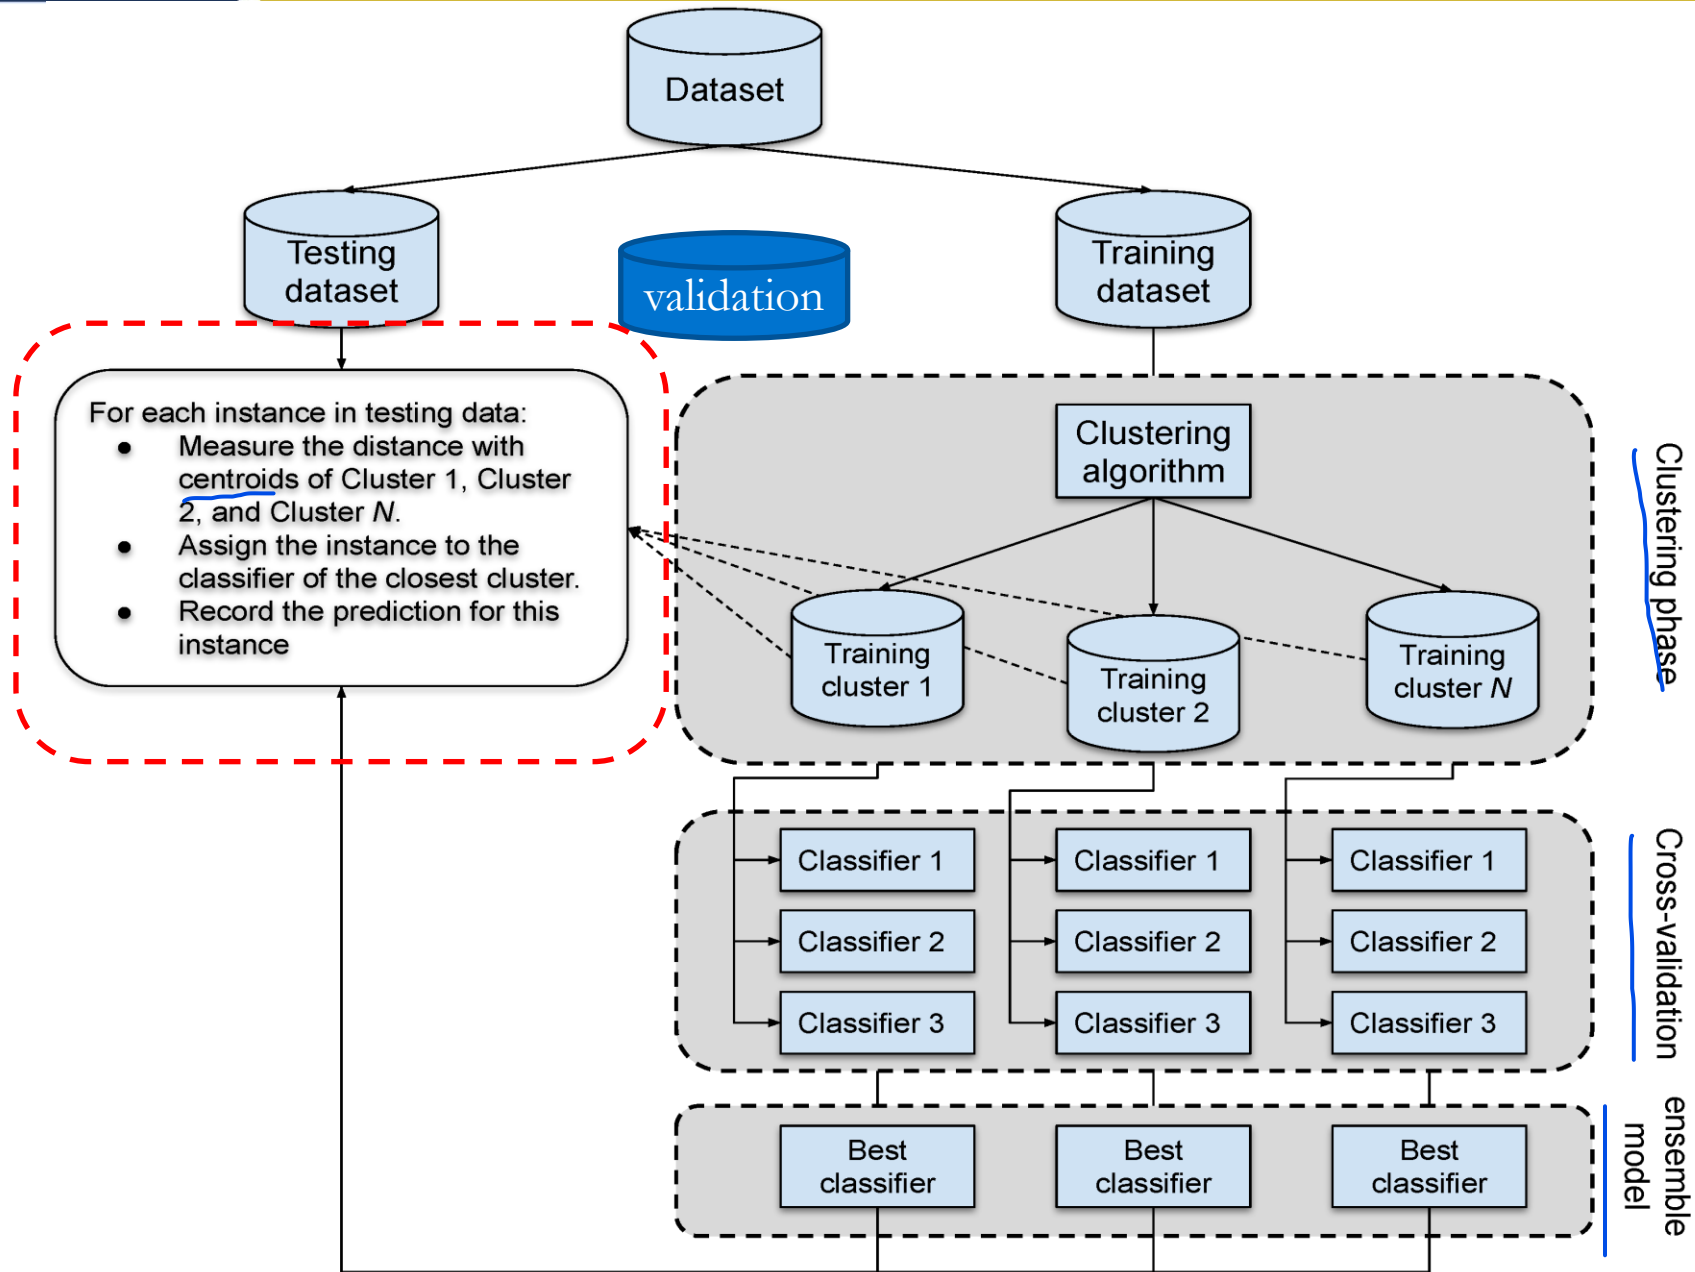 Dataset
Testing
dataset
validation
Training
dataset
For each instance in testing data:
● Measure the distance with
centroids of Cluster 1, Cluster
2, and Cluster N.
● Assign the instance to the
classifier of the closest cluster.
● Record the prediction for this
instance
Clustering
algorithm
Training
cluster 1
Training
cluster 2
Training
cluster N
Clustering phase
Classifier 1
Classifier 1
Classifier 1
Classifier 2
Classifier 2
Classifier 2
Classifier 3
Classifier 3
Classifier 3
Cross-validation
Best
classifier
Best
classifier
Best
classifier
ensemble
model